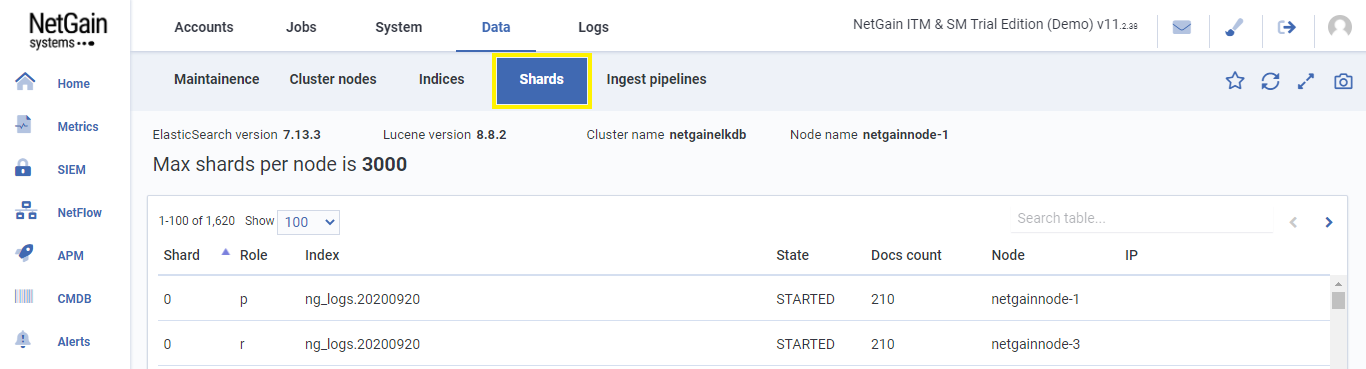 NetGain
systems
Accounts Jobs System Data Logs
NetGain ITM & SM Trial Edition (Demo) v11.2.38
Home
Metrics
SIEM
NetFlow
APM
CMDB
Alerts
Maintainence Cluster nodes Indices Shards Ingest pipelines
ElasticSearch version 7.13.3 Lucene version 8.8.2 Cluster name netgainelkdb Node name netgainnode-1
Max shards per node is 3000
1-100 of 1,620 Show 100 Search table...
Shard Role Index State Docs count Node IP
0 p ng_logs.20200920 STARTED 210 netgainnode-1
0 r ng_logs.20200920 STARTED 210 netgainnode-3